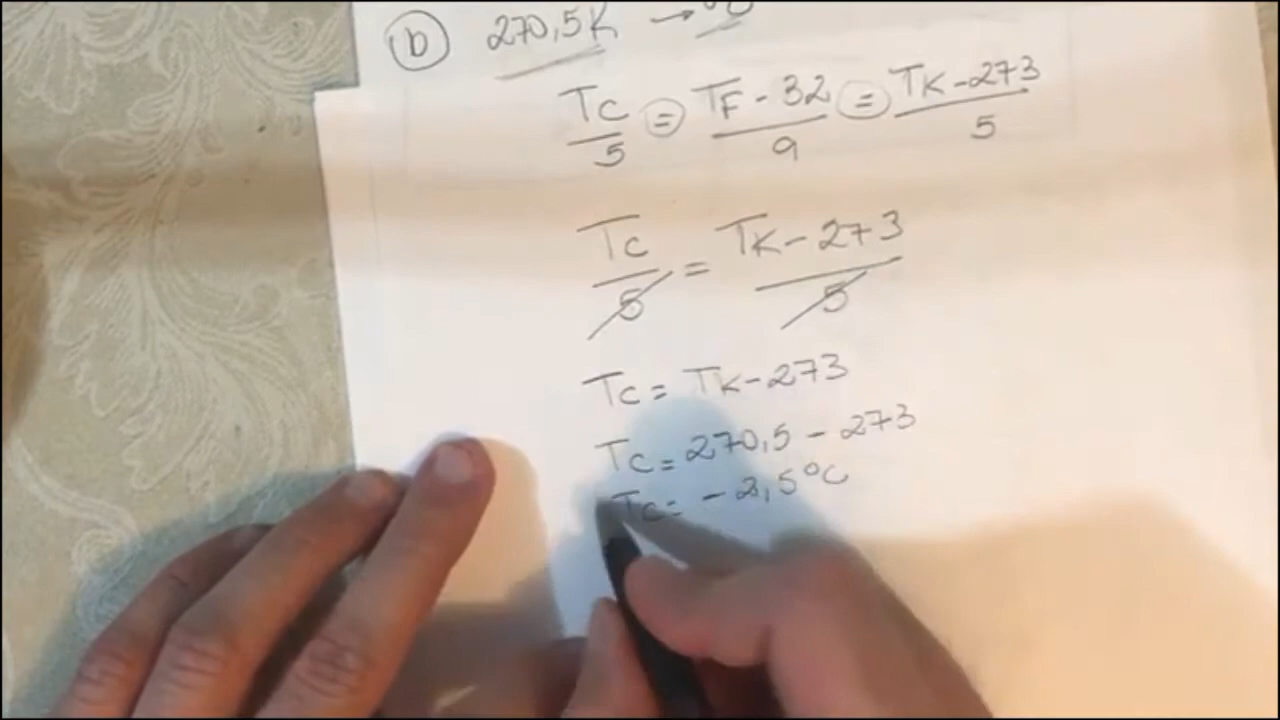 b 270,5K →
TC/5 = TF - 32/9 = TK - 273/5
TC/5 = TK - 273/5
TC = TK - 273
TC = 270,5 - 273
TC = - 2,5°C